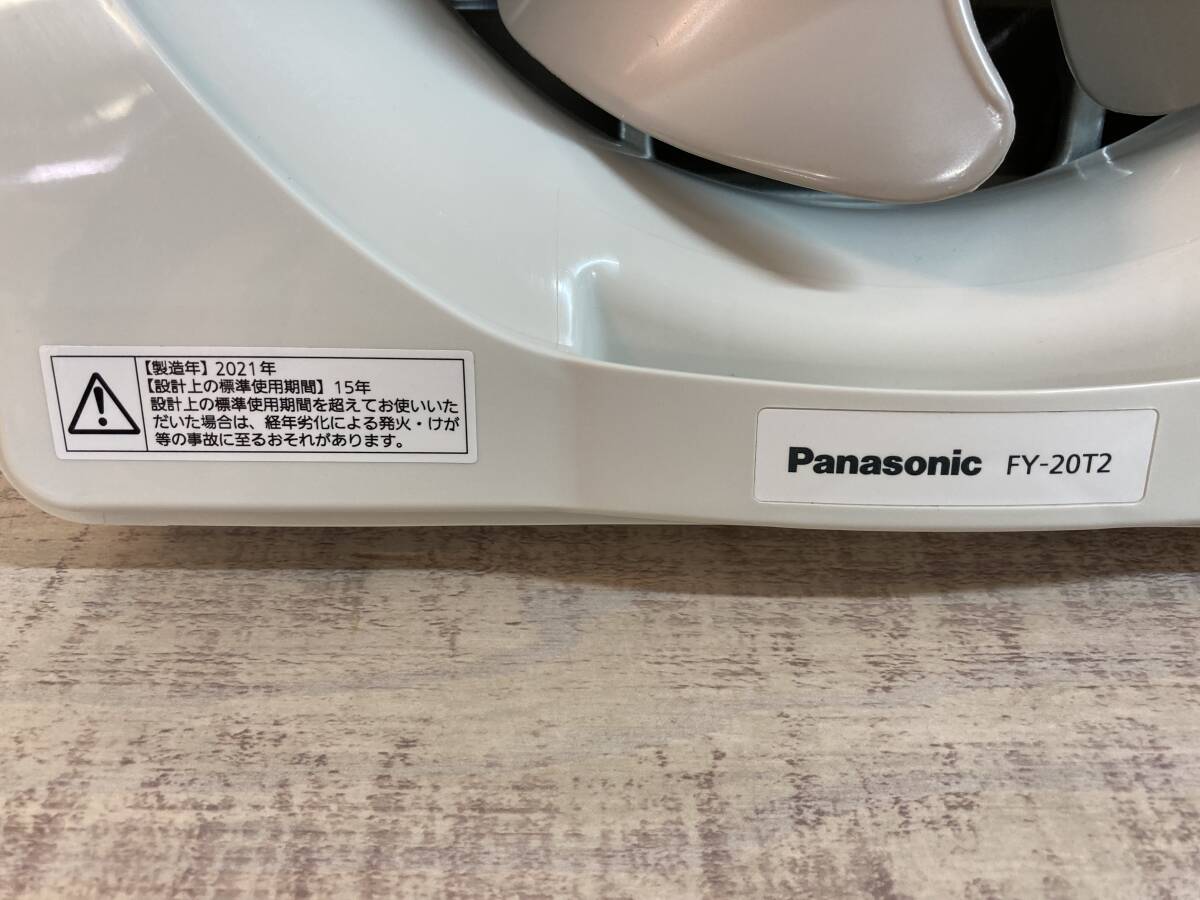 【製造年】2021年
【設計上の標準使用期間】15年
設計上の標準使用期間を超えてお使いいた
だいた場合は、経年劣化による発火・けが
等の事故に至るおそれがあります。
Panasonic FY-20T2